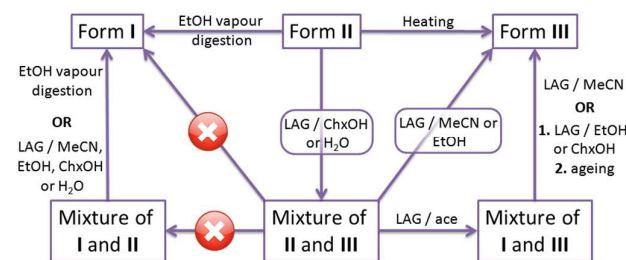 Form I
EtOH vapour
digestion
Form II
Heating
Form III
EtOH vapour
digestion
OR
LAG / MeCN,
EtOH, ChxOH
or H₂O
LAG / ChxOH
or H₂O
LAG / MeCN or
EtOH
LAG / MeCN
OR
1. LAG / EtOH
or ChxOH
2. ageing
Mixture of
I and II
Mixture of
II and III
LAG / ace
Mixture of
I and III